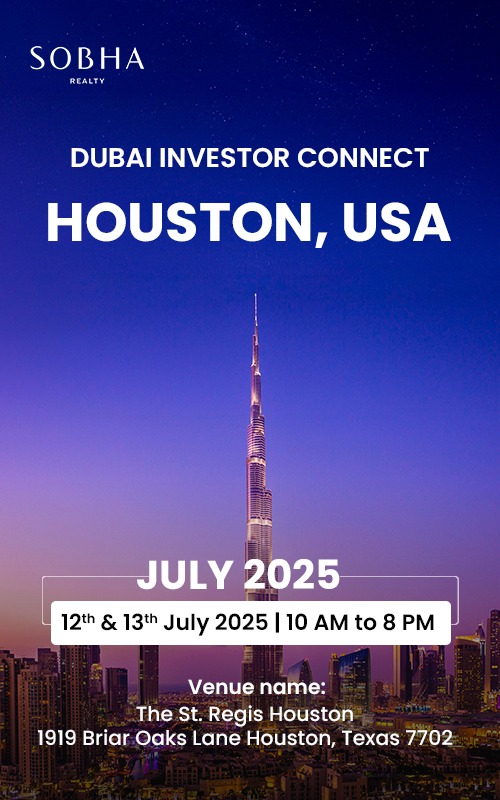 SOBHA
REALTY
DUBAI INVESTOR CONNECT
HOUSTON, USA
JULY 2025
12th & 13th July 2025 | 10 AM to 8 PM
Venue name:
The St. Regis Houston
1919 Briar Oaks Lane Houston, Texas 7702